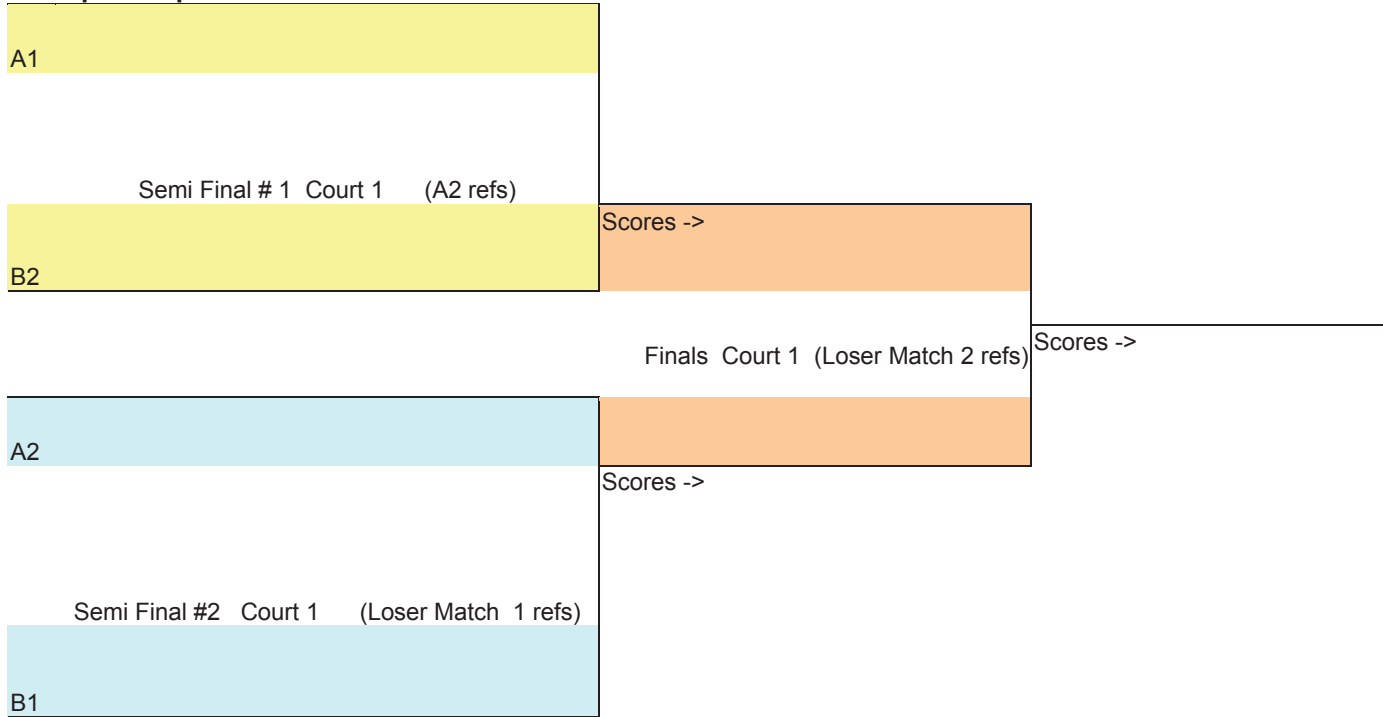 A1
Semi Final # 1 Court 1 (A2 refs)
Scores ->
B2
Finals Court 1 (Loser Match 2 refs)
Scores ->
A2
Scores ->
Semi Final #2 Court 1 (Loser Match 1 refs)
B1